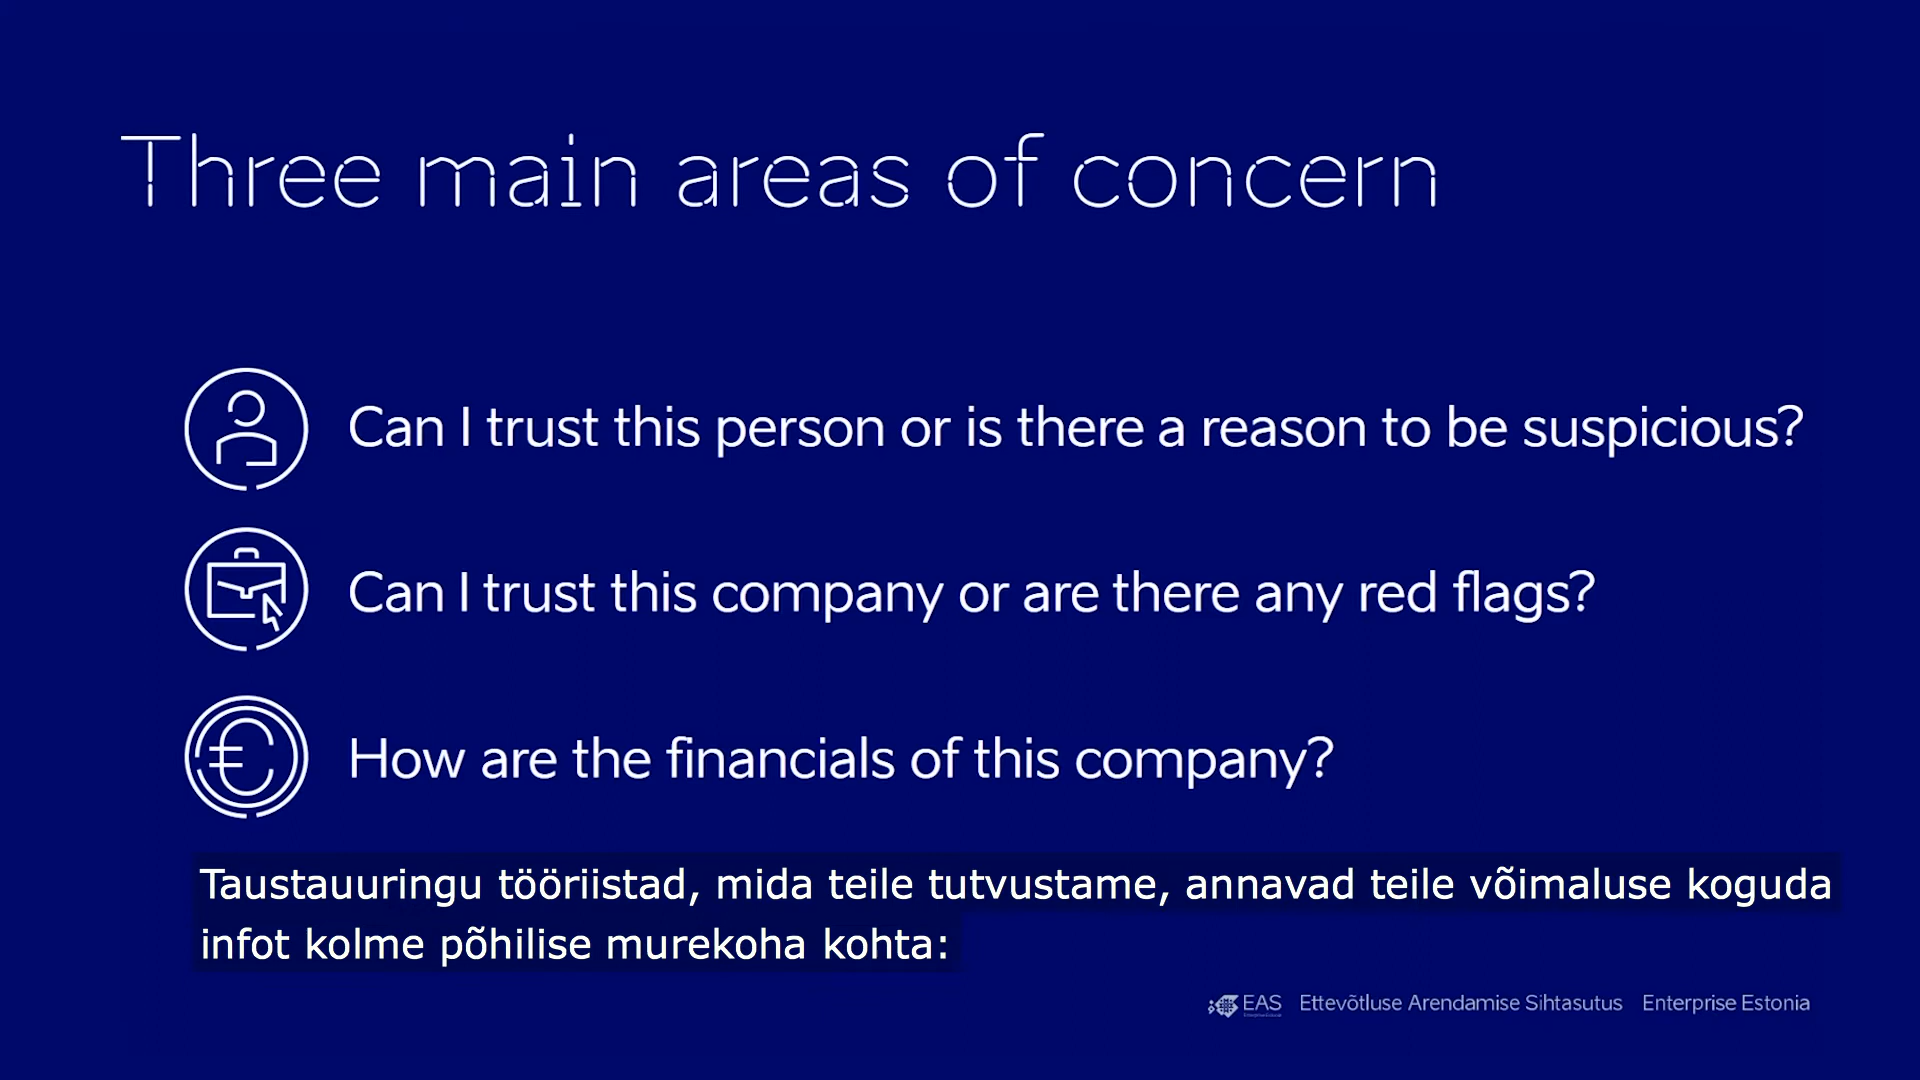 Three main areas of concern
Can I trust this person or is there a reason to be suspicious?
Can I trust this company or are there any red flags?
How are the financials of this company?
Taustauuringu tööriistad, mida teile tutvustame, annavad teile võimaluse koguda
infot kolme põhilise murekoha kohta:
EAS Ettevõtluse Arendamise Sihtasutus Enterprise Estonia